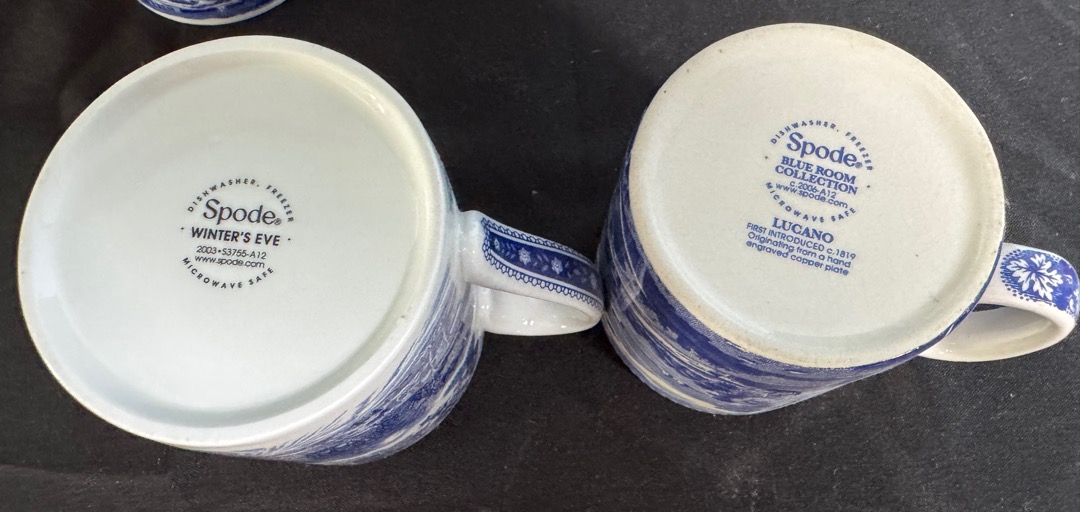 DISHWASHER, FREEZER
Spode®
· WINTER'S EVE ·
2003•S3755-A12
www.spode.com
MICROWAVE SAFE
DISHWASHER, FREEZER
Spode®
BLUE ROOM
COLLECTION
c.2006-A12
www.spode.com
MICROWAVE SAFE
LUCANO
FIRST INTRODUCED c.1819
Originating from a hand
engraved copper plate